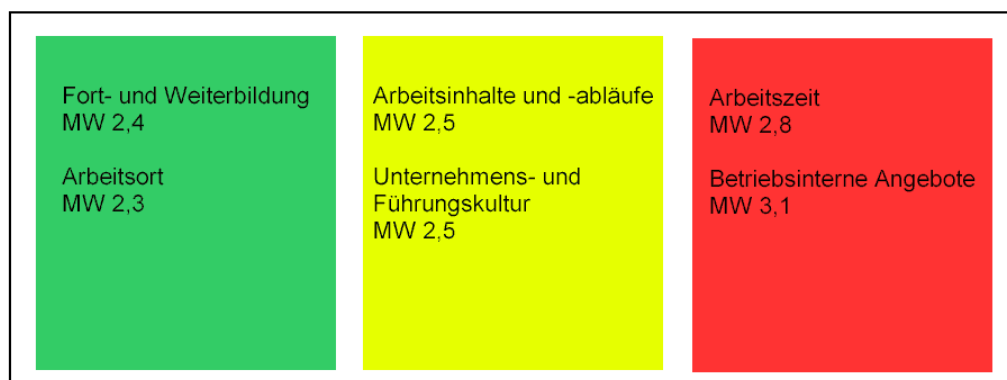 Fort- und Weiterbildung
MW 2,4
Arbeitsort
MW 2,3
Arbeitsinhalte und -abläufe
MW 2,5
Unternehmens- und
Führungskultur
MW 2,5
Arbeitszeit
MW 2,8
Betriebsinterne Angebote
MW 3,1